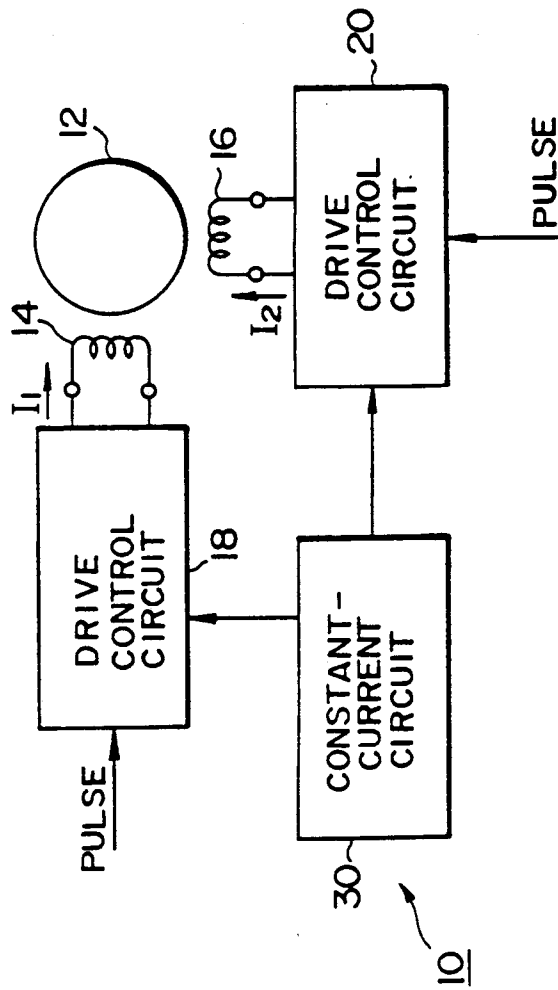 12
14
16
I1
I2
DRIVE
CONTROL
CIRCUIT
18
PULSE
DRIVE
CONTROL
CIRCUIT
20
PULSE
CONSTANT-
CURRENT
CIRCUIT
30
10